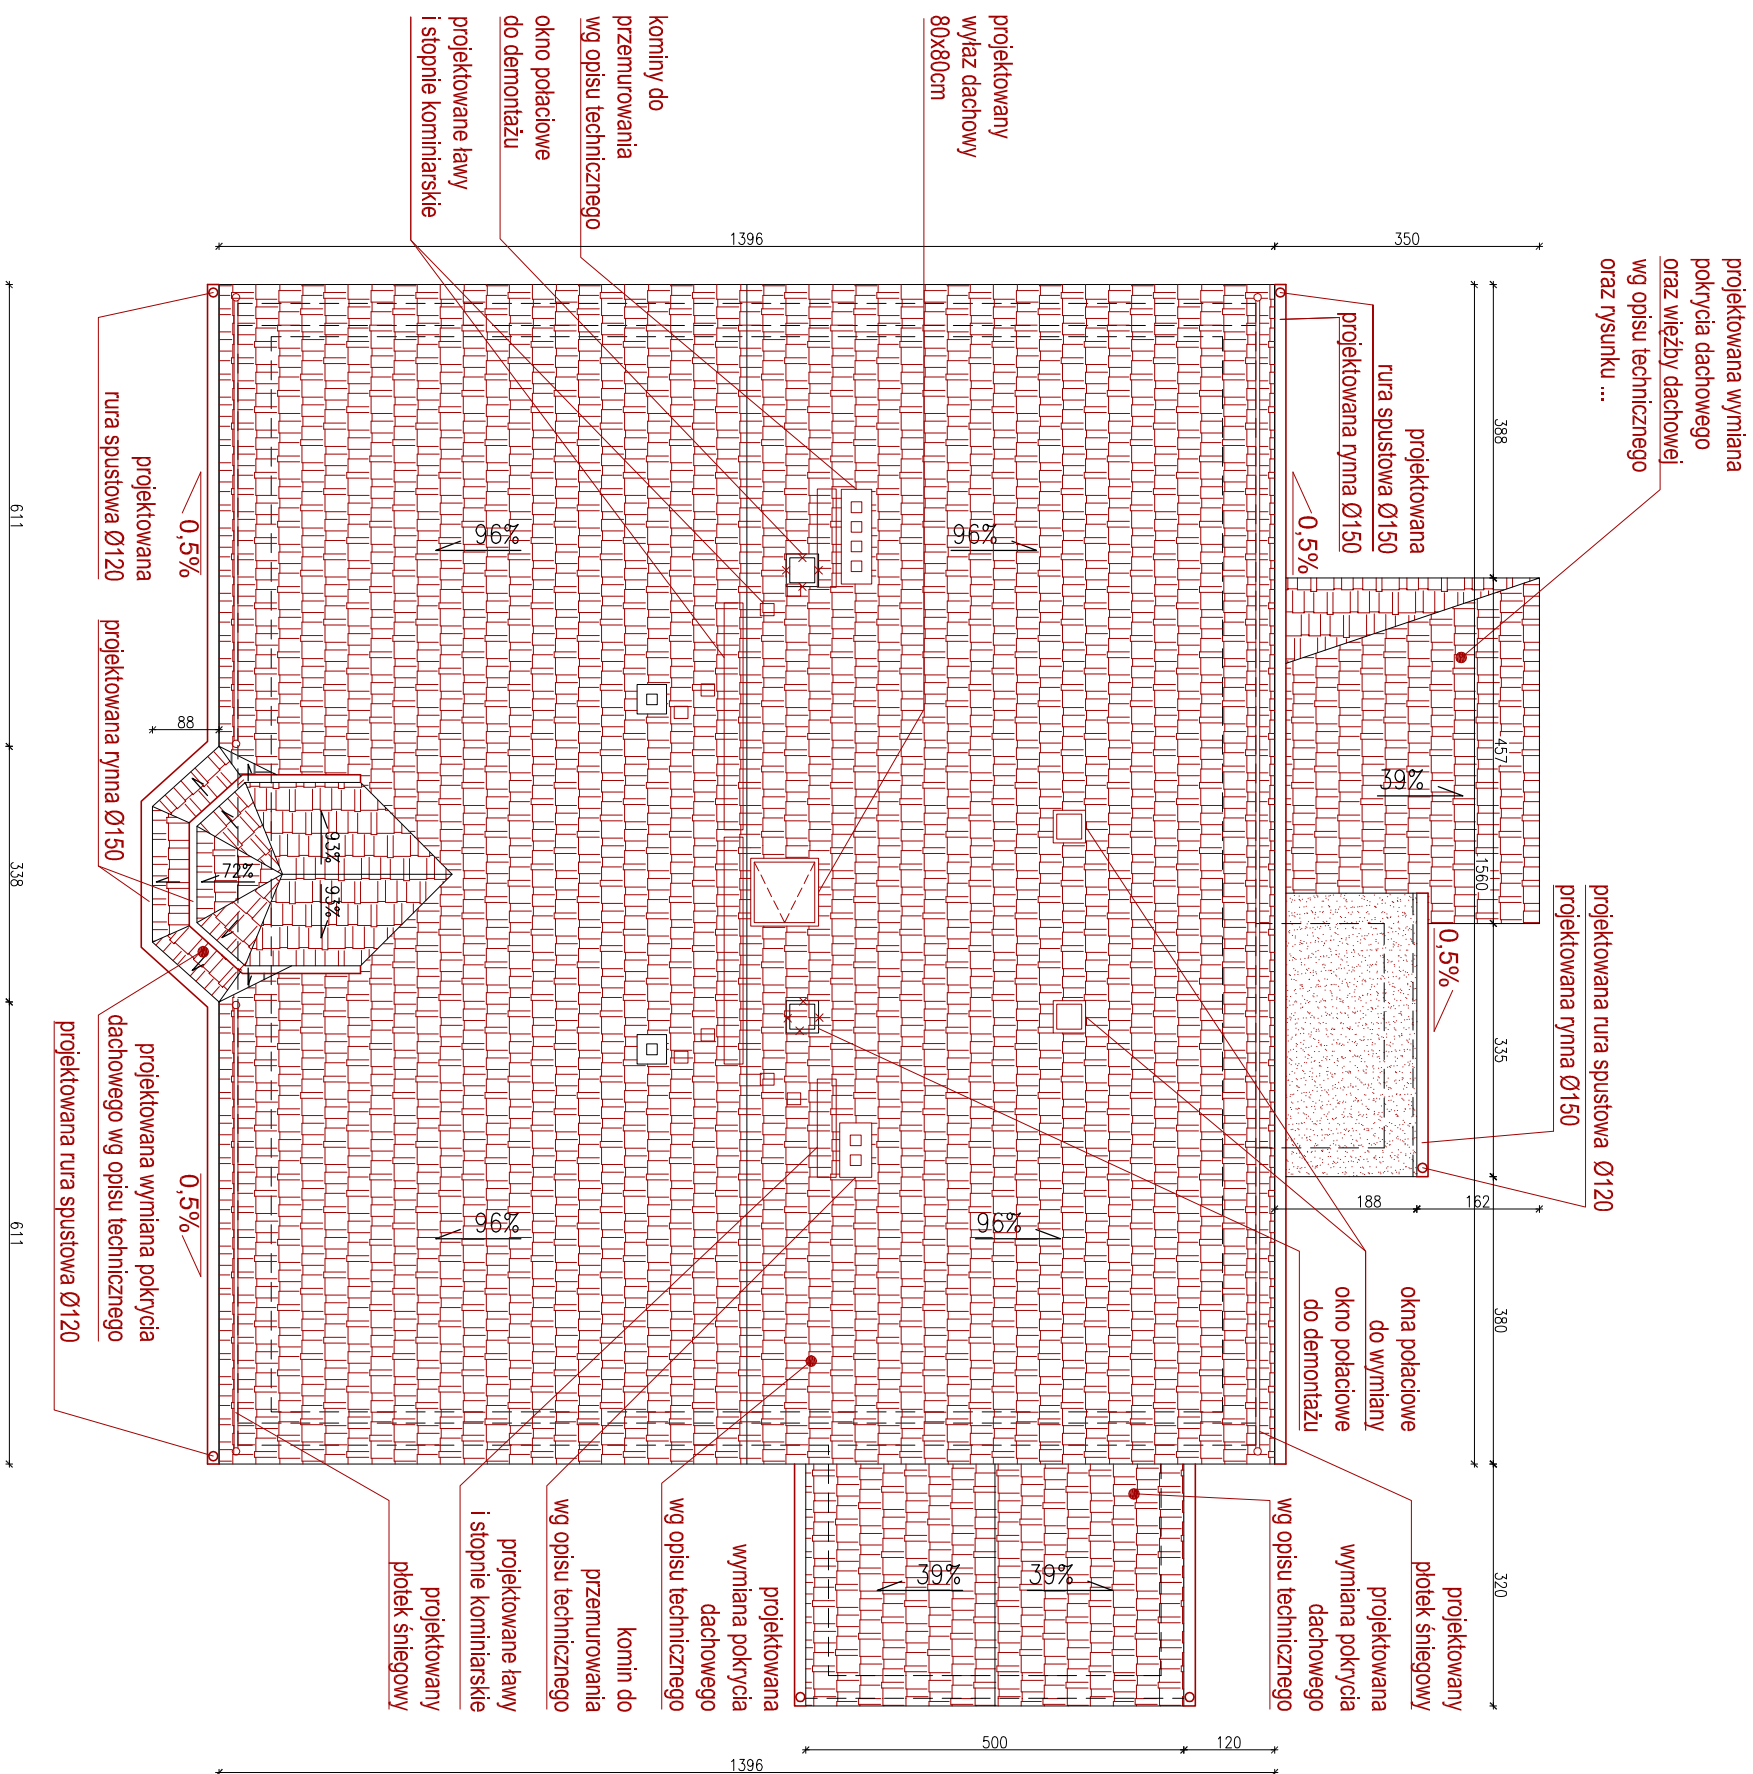 projektowana wymiana
pokrycia dachowego
oraz więźby dachowej
wg opisu technicznego
oraz rysunku ...
projektowany
wyłaz dachowy
80x80cm
kominy do
przemurowania
wg opisu technicznego
okno połaciowe
do demontażu
projektowane ławy
i stopnie kominiarskie
1396
350
388
457
1560
335
380
320
projektowana
rura spustowa Ø150
projektowana rynna Ø150
0,5%
96%
96%
39%
projektowana rura spustowa Ø120
projektowana rynna Ø150
0,5%
188
162
0,5%
projektowana
rura spustowa Ø120
projektowana rynna Ø150
88
93%
93%
72%
611
338
611
96%
96%
0,5%
okna połaciowe
do wymiany
okno połaciowe
do demontażu
projektowana wymiana pokrycia
dachowego wg opisu technicznego
projektowana rura spustowa Ø120
39%
39%
projektowany
płotek śniegowy
projektowana
wymiana pokrycia
dachowego
wg opisu technicznego
projektowana
wymiana pokrycia
dachowego
wg opisu technicznego
komin do
przemurowania
wg opisu technicznego
projektowane ławy
i stopnie kominiarskie
projektowany
płotek śniegowy
500
120
1396